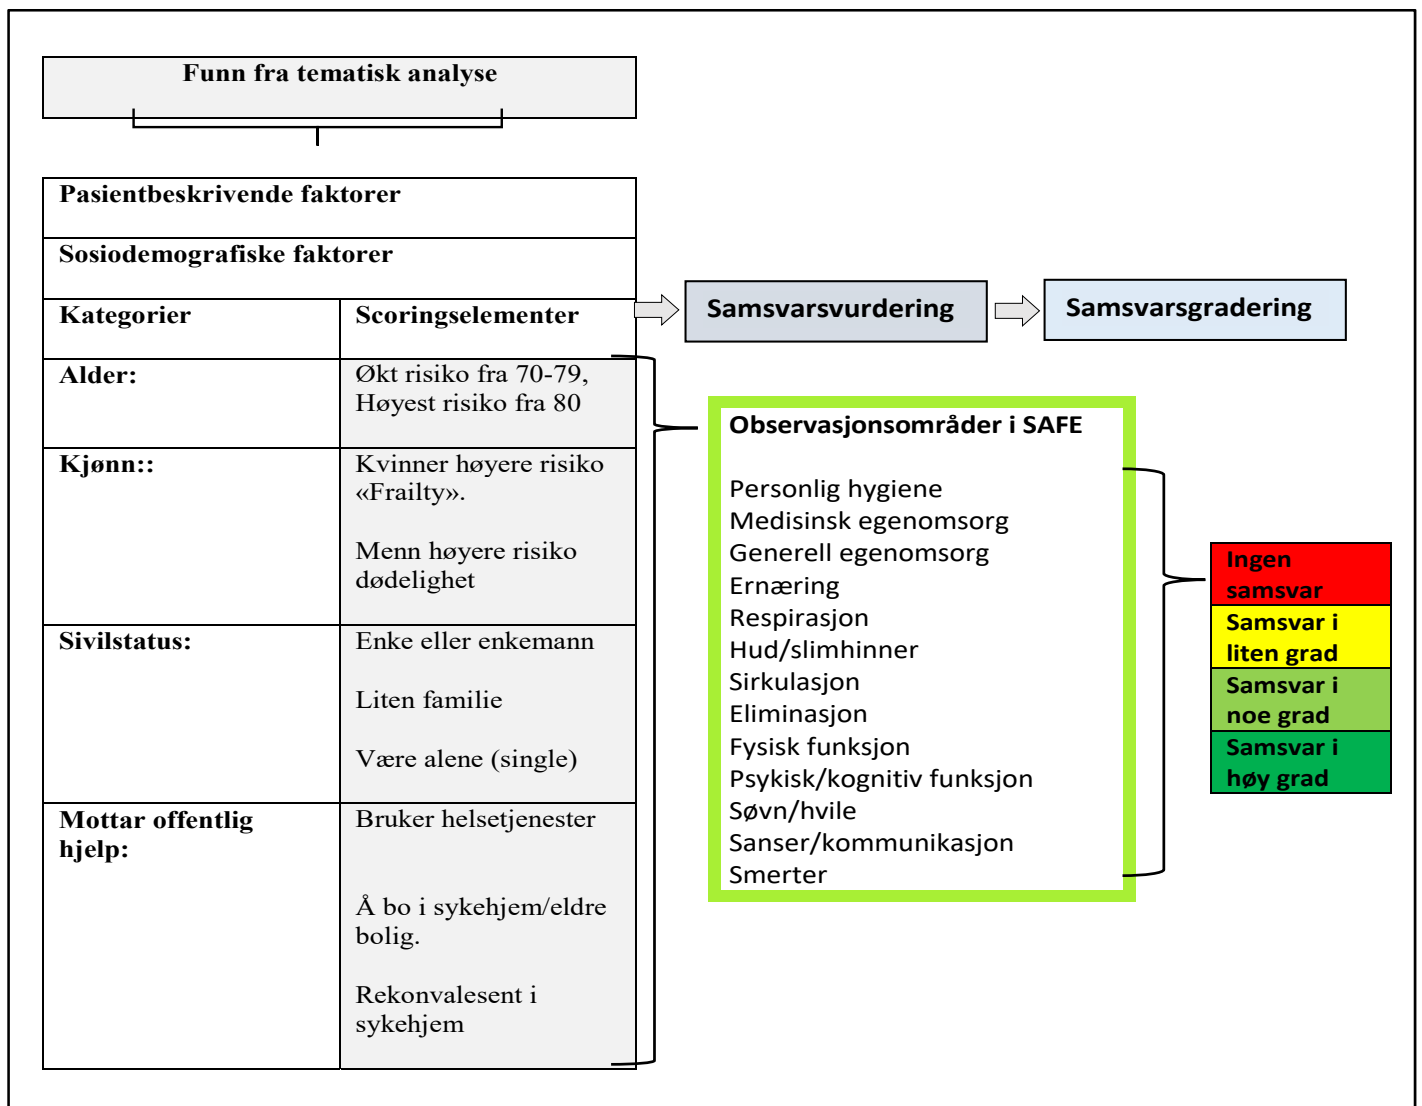 Funn fra tematisk analyse
Pasientbeskrivende faktorer
Sosiodemografiske faktorer
Kategorier
Scoringselementer
Alder:
Økt risiko fra 70-79,
Høyest risiko fra 80
Kjønn::
Kvinner høyere risiko
«Frailty».
Menn høyere risiko
dødelighet
Sivilstatus:
Enke eller enkemann
Liten familie
Være alene (single)
Mottar offentlig
hjelp:
Bruker helsetjenester
Å bo i sykehjem/eldre
bolig.
Rekonvalesent i
sykehjem
Samsvarsvurdering
Samsvarsgradering
Observasjonsområder i SAFE
Personlig hygiene
Medisinsk egenomsorg
Generell egenomsorg
Ernæring
Respirasjon
Hud/slimhinner
Sirkulasjon
Eliminasjon
Fysisk funksjon
Psykisk/kognitiv funksjon
Søvn/hvile
Sanser/kommunikasjon
Smerter
Ingen
samsvar
Samsvar i
liten grad
Samsvar i
noe grad
Samsvar i
høy grad